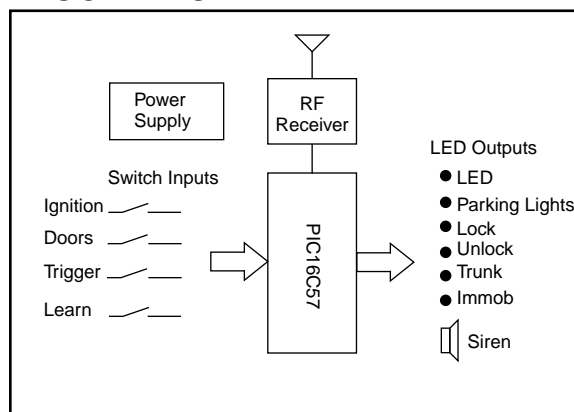 Power
Supply
RF
Receiver
LED Outputs
LED
Parking Lights
Lock
Unlock
Trunk
Immob
Siren
Switch Inputs
Ignition
Doors
Trigger
Learn
PIC16C57